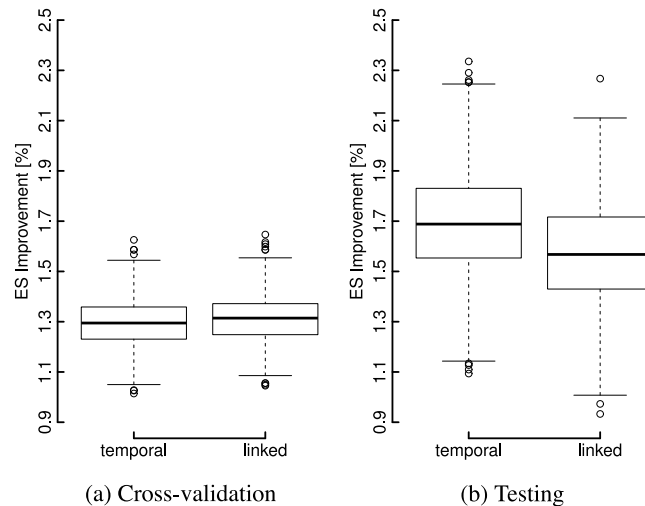 ES Improvement [%]
0.9 1.1 1.3 1.5 1.7 1.9 2.1 2.3 2.5
temporal linked
(a) Cross-validation
ES Improvement [%]
0.9 1.1 1.3 1.5 1.7 1.9 2.1 2.3 2.5
temporal linked
(b) Testing